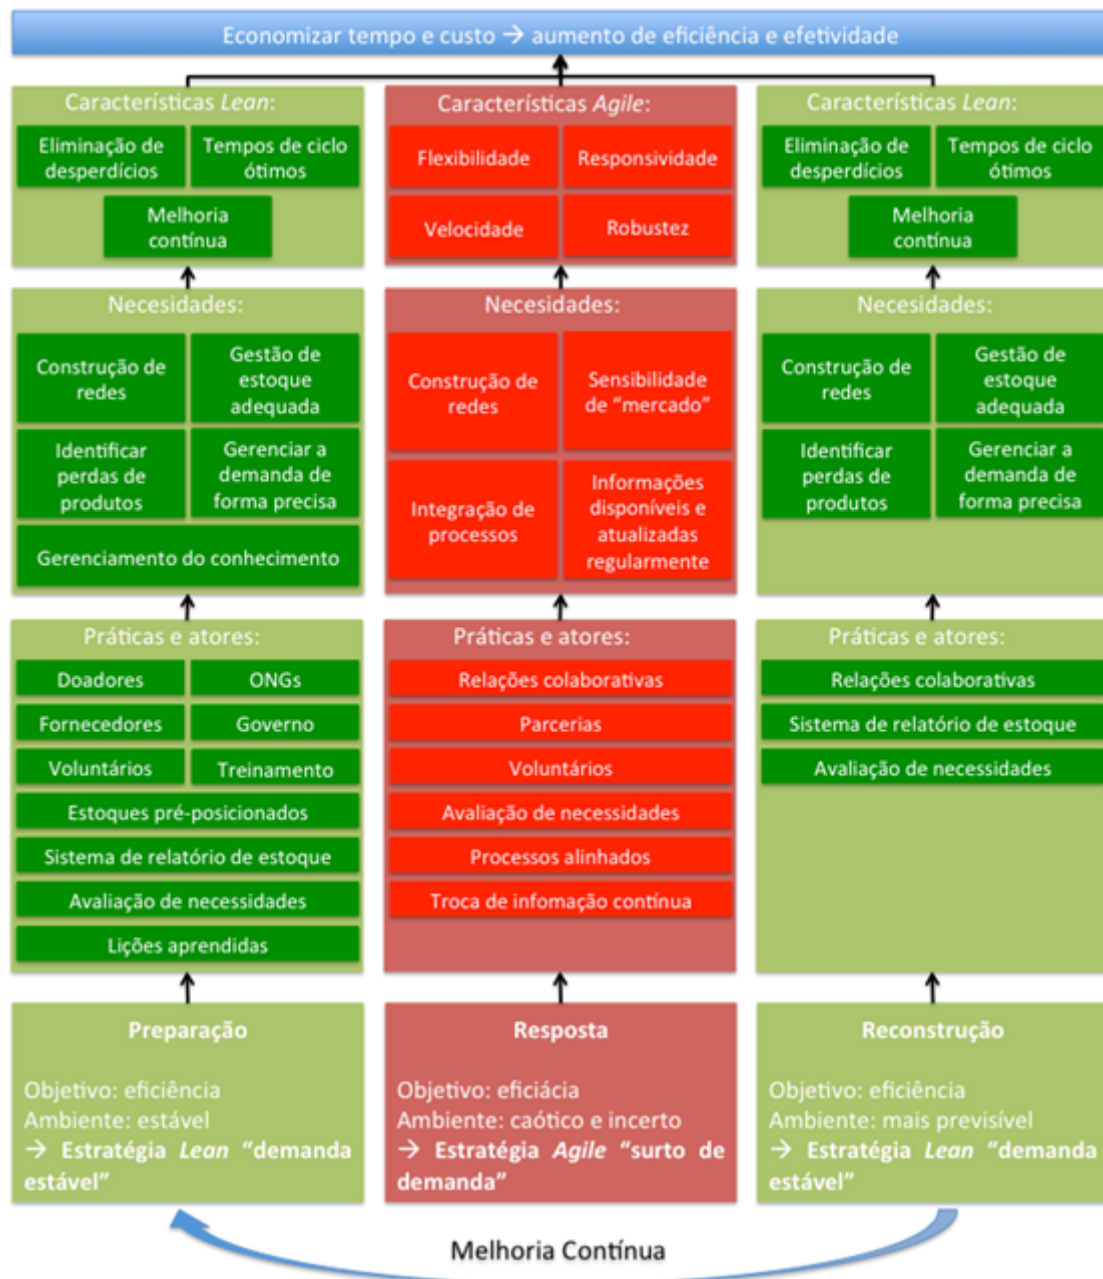 Economizar tempo e custo → aumento de eficiência e efetividade
Características Lean:
Eliminação de
desperdícios
Tempos de ciclo
ótimos
Melhoria
contínua
Necesidades:
Construção de
redes
Gestão de
estoque
adequada
Identificar
perdas de
produtos
Gerenciar a
demanda de
forma precisa
Gerenciamento do conhecimento
Práticas e atores:
Doadores
ONGs
Fornecedores
Governo
Voluntários
Treinamento
Estoques pré-posicionados
Sistema de relatório de estoque
Avaliação de necessidades
Lições aprendidas
Preparação
Objetivo: eficiência
Ambiente: estável
→ Estratégia Lean “demanda
estável”
Características Agile:
Flexibilidade
Responsividade
Velocidade
Robustez
Necesidades:
Construção de
redes
Sensibilidade
de “mercado”
Integração de
processos
Informações
disponíveis e
atualizadas
regularmente
Práticas e atores:
Relações colaborativas
Parcerias
Voluntários
Avaliação de necessidades
Processos alinhados
Troca de infomação contínua
Resposta
Objetivo: eficiácia
Ambiente: caótico e incerto
→ Estratégia Agile “surto de
demanda”
Características Lean:
Eliminação de
desperdícios
Tempos de ciclo
ótimos
Melhoria
contínua
Necesidades:
Construção de
redes
Gestão de
estoque
adequada
Identificar
perdas de
produtos
Gerenciar a
demanda de
forma precisa
Práticas e atores:
Relações colaborativas
Sistema de relatório de estoque
Avaliação de necessidades
Reconstrução
Objetivo: eficiência
Ambiente: mais previsível
→ Estratégia Lean “demanda
estável”
Melhoria Contínua